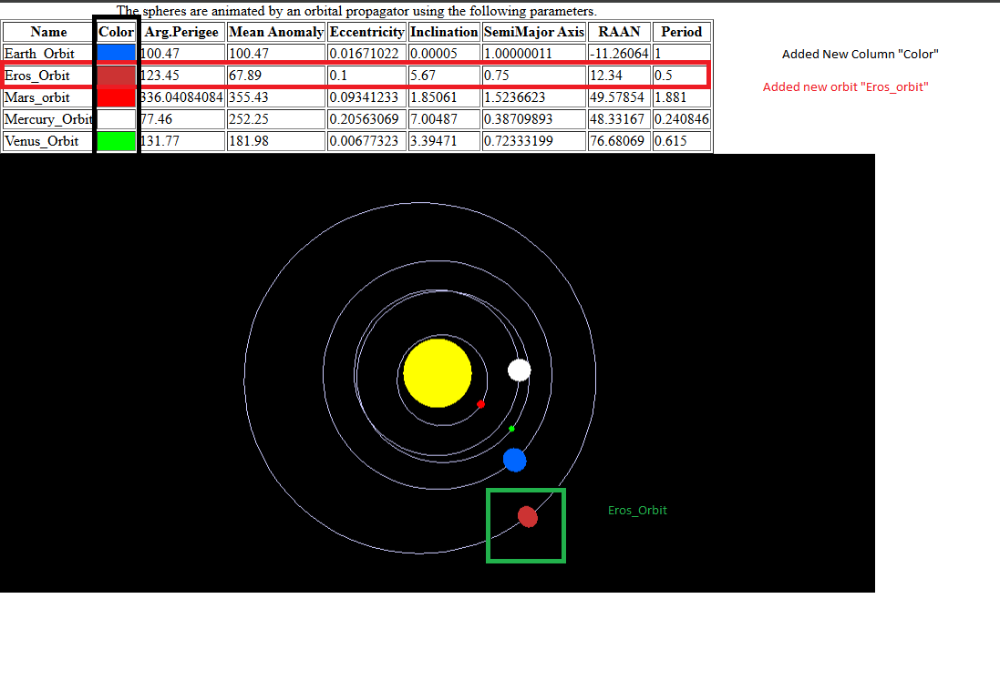 The spheres are animated by an orbital propagator using the following parameters.
Name Color Arg.Perigee Mean Anomaly Eccentricity Inclination SemiMajor Axis RAAN Period
Earth_Orbit 100.47 100.47 0.01671022 0.00005 1.00000011 -11.26064 1
Added New Column "Color"
Eros_Orbit 123.45 67.89 0.1 5.67 0.75 12.34 0.5
Added new orbit "Eros_orbit"
Mars_orbit 336.04084084 355.43 0.09341233 1.85061 1.5236623 49.57854 1.881
Mercury_Orbit 77.46 252.25 0.20563069 7.00487 0.38709893 48.33167 0.240846
Venus_Orbit 131.77 181.98 0.00677323 3.39471 0.72333199 76.68069 0.615
Eros_Orbit